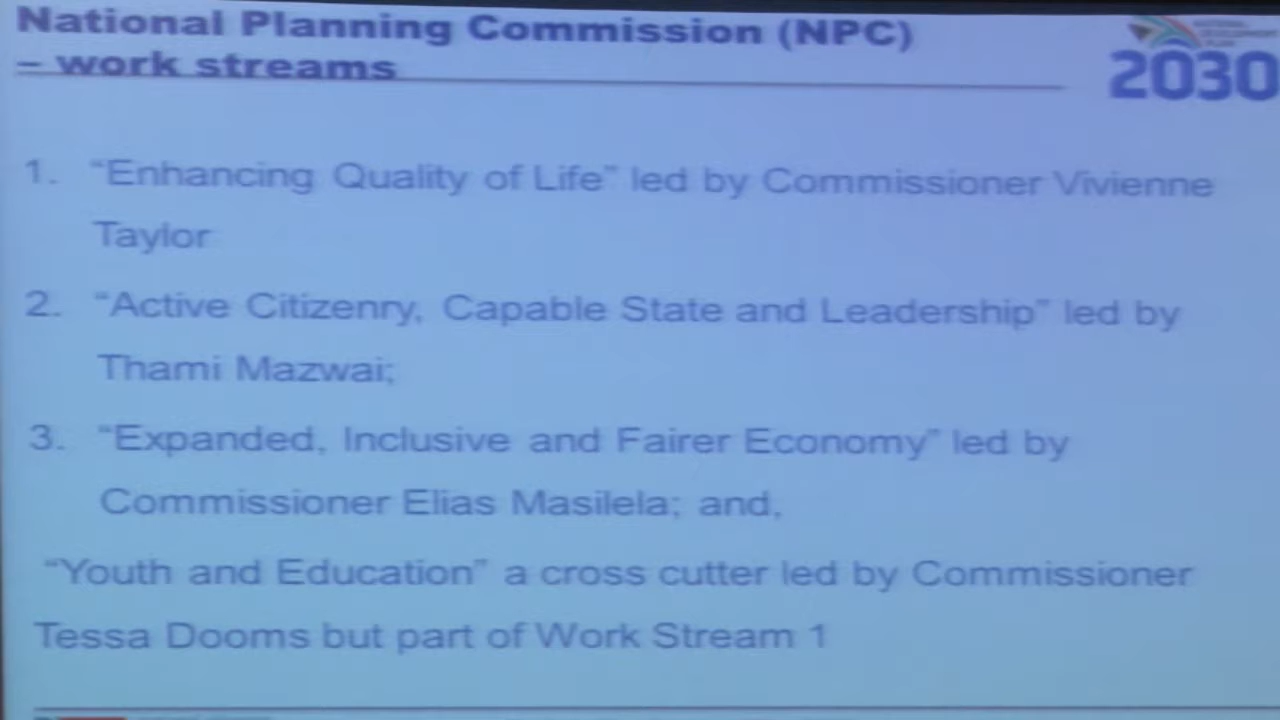 National Planning Commission (NPC)
– work streams
2030
1. “Enhancing Quality of Life” led by Commissioner Vivienne
Taylor
2. “Active Citizenry, Capable State and Leadership” led by
Thami Mazwai;
3. “Expanded, Inclusive and Fairer Economy” led by
Commissioner Elias Masilela; and,
“Youth and Education” a cross cutter led by Commissioner
Tessa Dooms but part of Work Stream 1